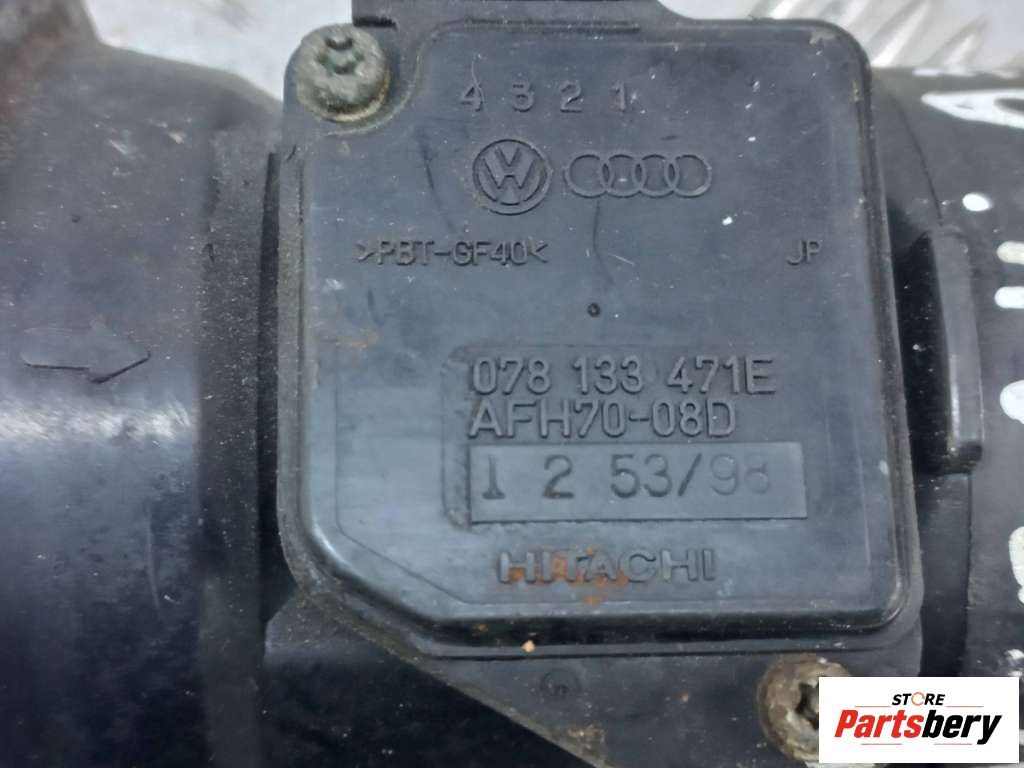 4 3 2 1
VW
>PBT-GF40< JP
078 133 471E
AFH70-08D
1 2 53/98
HITACHI
STORE
Partsbery